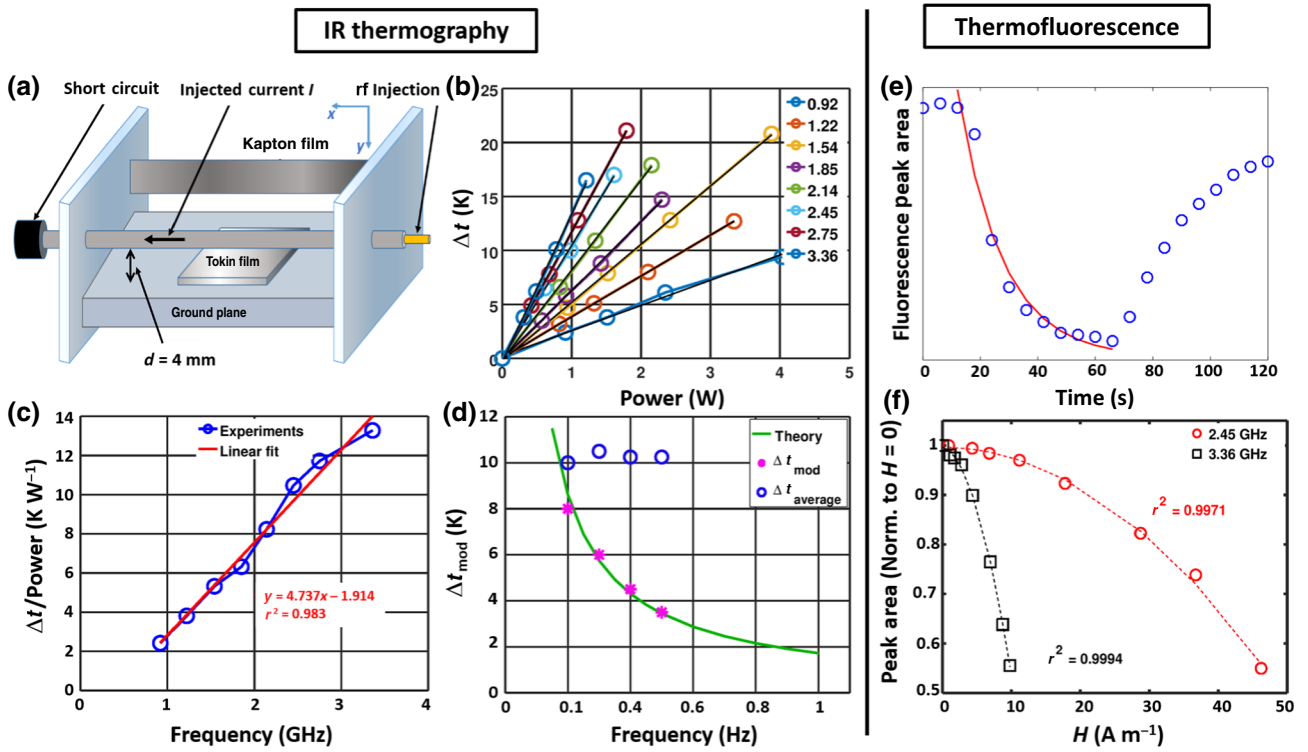 IR thermography
Thermofluorescence
(a)
Short circuit
Injected current I
rf Injection
x
y
Kapton film
Tokin film
Ground plane
d = 4 mm
(b)
Δt (K)
25
20
15
10
5
0
0 1 2 3 4 5
Power (W)
0.92
1.22
1.54
1.85
2.14
2.45
2.75
3.36
(c)
Δt/Power (K W⁻¹)
14
12
10
8
6
4
2
0
0 1 2 3 4
Frequency (GHz)
Experiments
Linear fit
y = 4.737x − 1.914
r² = 0.983
(d)
Δt_mod (K)
12
10
8
6
4
2
0
0 0.1 0.2 0.4 0.6 0.8 1
Frequency (Hz)
Theory
Δ t_mod
Δ t_average
(e)
Fluorescence peak area
0 20 40 60 80 100 120
Time (s)
(f)
Peak area (Norm. to H = 0)
1
0.9
0.8
0.7
0.6
0.5
0 10 20 30 40 50
H (A m⁻¹)
2.45 GHz
3.36 GHz
r² = 0.9971
r² = 0.9994